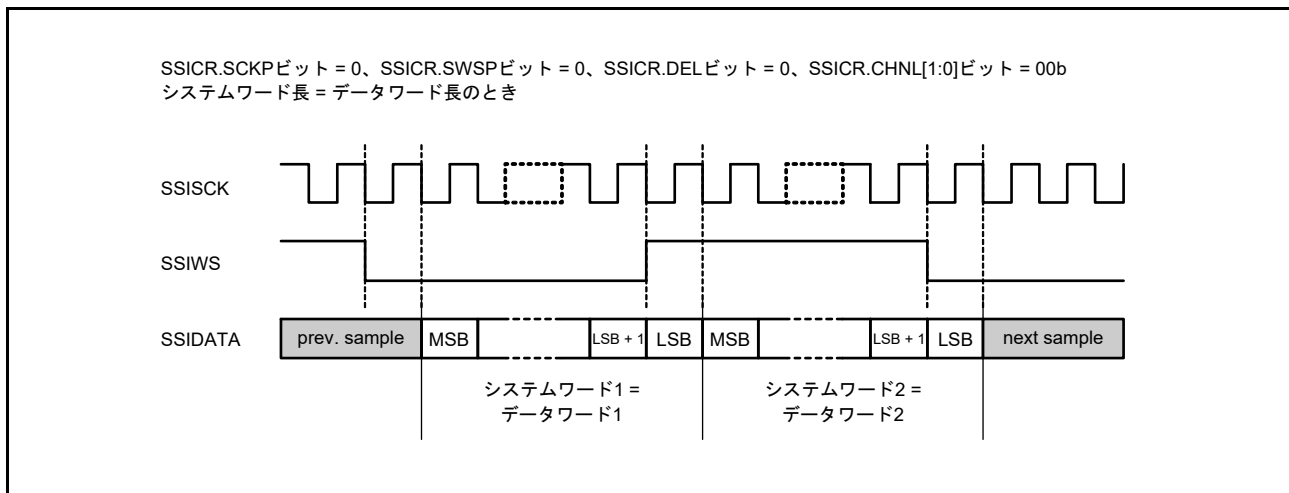 SSICR.SCKPビット = 0、SSICR.SWSPビット = 0、SSICR.DELビット = 0、SSICR.CHNL[1:0]ビット = 00b
システムワード長 = データワード長のとき
SSISCK
SSIWS
SSIDATA
prev. sample
MSB
LSB + 1
LSB
MSB
LSB + 1
LSB
next sample
システムワード1 =
データワード1
システムワード2 =
データワード2